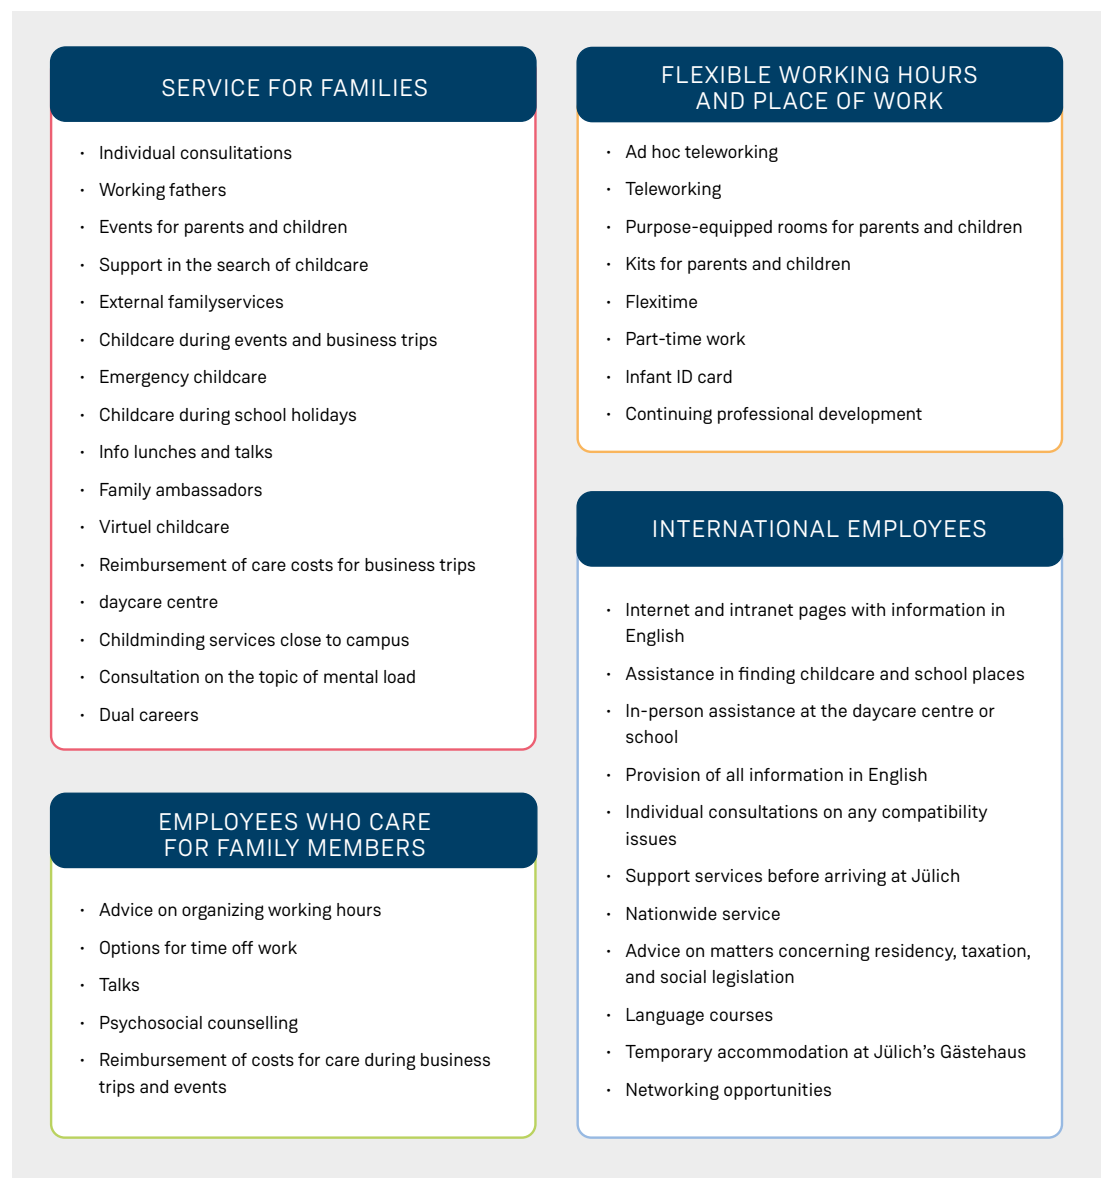 SERVICE FOR FAMILIES
· Individual consulitations
· Working fathers
· Events for parents and children
· Support in the search of childcare
· External familyservices
· Childcare during events and business trips
· Emergency childcare
· Childcare during school holidays
· Info lunches and talks
· Family ambassadors
· Virtuel childcare
· Reimbursement of care costs for business trips
· daycare centre
· Childminding services close to campus
· Consultation on the topic of mental load
· Dual careers
EMPLOYEES WHO CARE
FOR FAMILY MEMBERS
· Advice on organizing working hours
· Options for time off work
· Talks
· Psychosocial counselling
· Reimbursement of costs for care during business
trips and events
FLEXIBLE WORKING HOURS
AND PLACE OF WORK
· Ad hoc teleworking
· Teleworking
· Purpose-equipped rooms for parents and children
· Kits for parents and children
· Flexitime
· Part-time work
· Infant ID card
· Continuing professional development
INTERNATIONAL EMPLOYEES
· Internet and intranet pages with information in
English
· Assistance in finding childcare and school places
· In-person assistance at the daycare centre or
school
· Provision of all information in English
· Individual consultations on any compatibility
issues
· Support services before arriving at Jülich
· Nationwide service
· Advice on matters concerning residency, taxation,
and social legislation
· Language courses
· Temporary accommodation at Jülich’s Gästehaus
· Networking opportunities